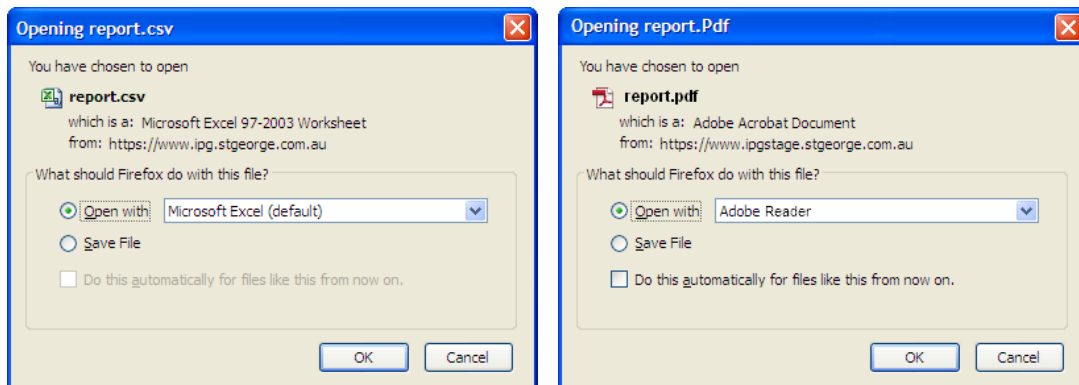 Opening report.csv
You have chosen to open
report.csv
which is a: Microsoft Excel 97-2003 Worksheet
from: https://www.ipg.stgeorge.com.au
What should Firefox do with this file?
Open with Microsoft Excel (default)
Save File
Do this automatically for files like this from now on.
OK Cancel
Opening report.Pdf
You have chosen to open
report.pdf
which is a: Adobe Acrobat Document
from: https://www.ipgstage.stgeorge.com.au
What should Firefox do with this file?
Open with Adobe Reader
Save File
Do this automatically for files like this from now on.
OK Cancel